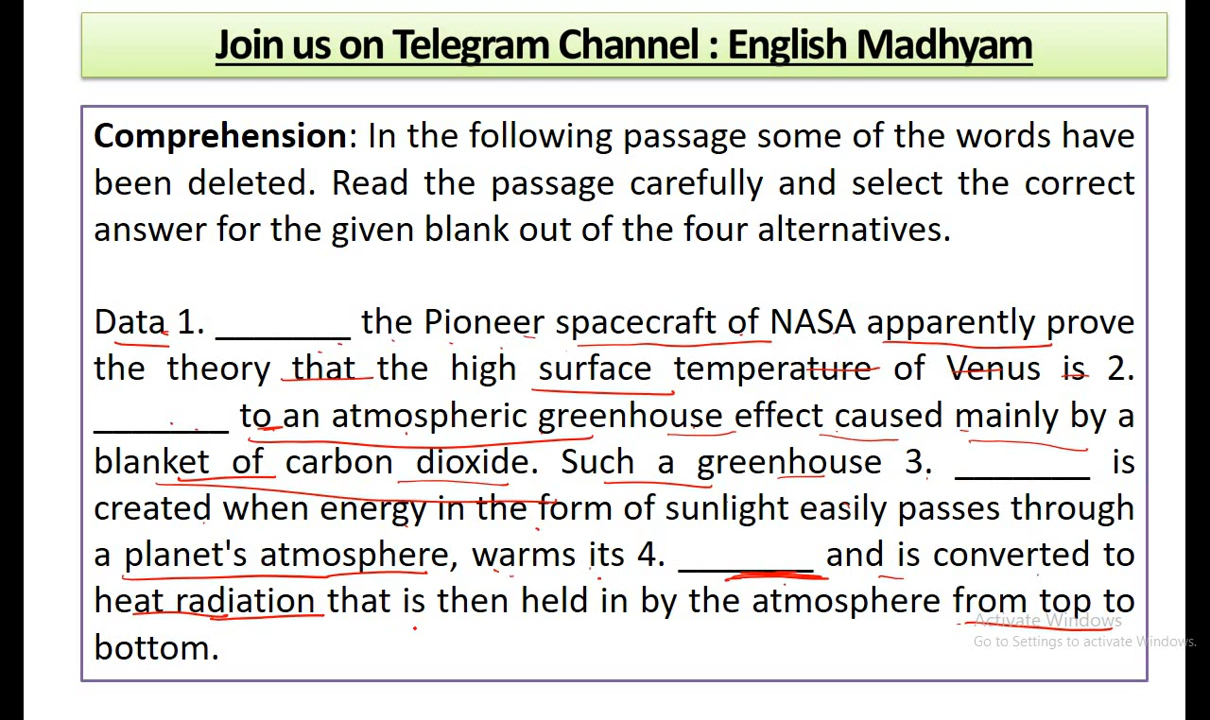 Join us on Telegram Channel : English Madhyam
Comprehension: In the following passage some of the words have
been deleted. Read the passage carefully and select the correct
answer for the given blank out of the four alternatives.
Data 1. _______ the Pioneer spacecraft of NASA apparently prove
the theory that the high surface temperature of Venus is 2.
_______ to an atmospheric greenhouse effect caused mainly by a
blanket of carbon dioxide. Such a greenhouse 3. _______ is
created when energy in the form of sunlight easily passes through
a planet's atmosphere, warms its 4. _______ and is converted to
heat radiation that is then held in by the atmosphere from top to
bottom.
Activate Windows
Go to Settings to activate Windows.